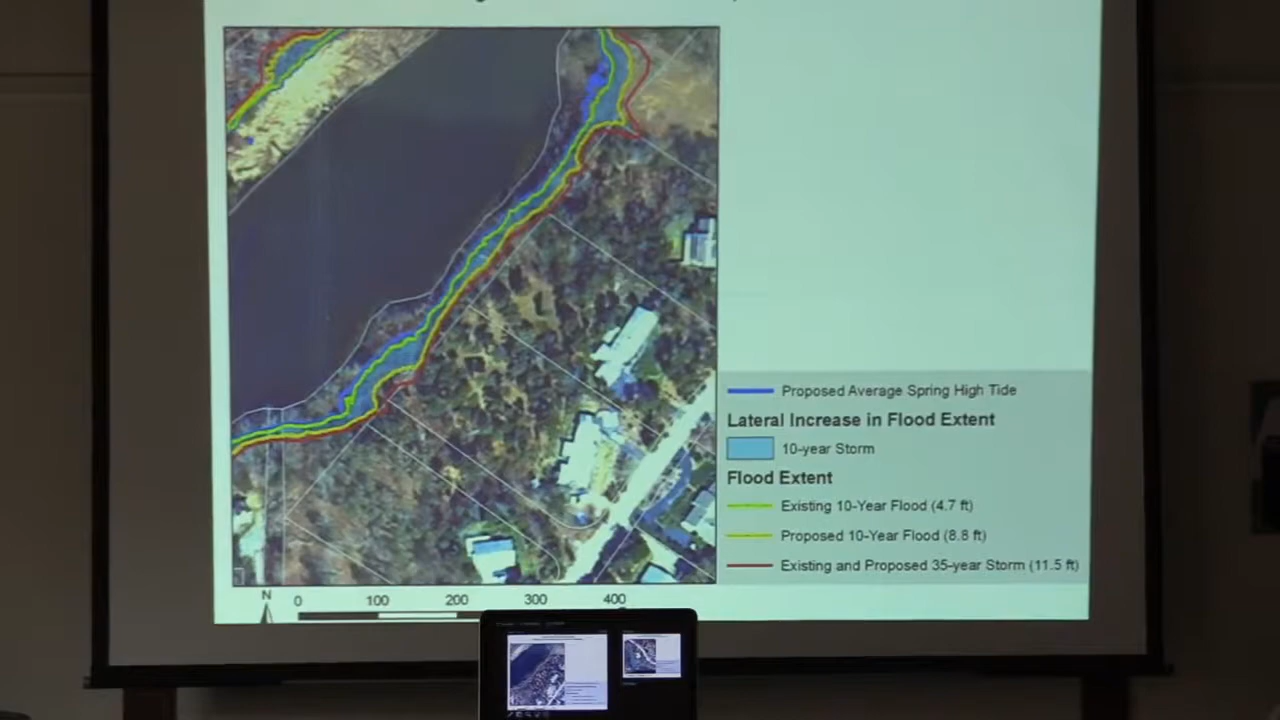 Proposed Average Spring High Tide
Lateral Increase in Flood Extent
10-year Storm
Flood Extent
Existing 10-Year Flood (4.7 ft)
Proposed 10-Year Flood (8.8 ft)
Existing and Proposed 35-year Storm (11.5 ft)
N
0 100 200 300 400